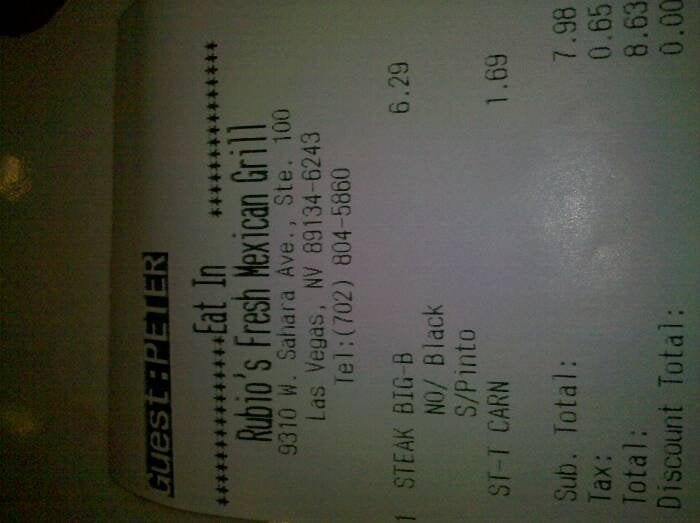 Guest:PETER
****************Eat In ****************
Rubio's Fresh Mexican Grill
9310 W. Sahara Ave., Ste. 100
Las Vegas, NV 89134-6243
Tel:(702) 804-5860
1 STEAK BIG-B 6.29
NO/ Black
S/Pinto
ST-T CARN 1.69
Sub. Total: 7.98
Tax: 0.65
Total: 8.63
Discount Total: 0.00